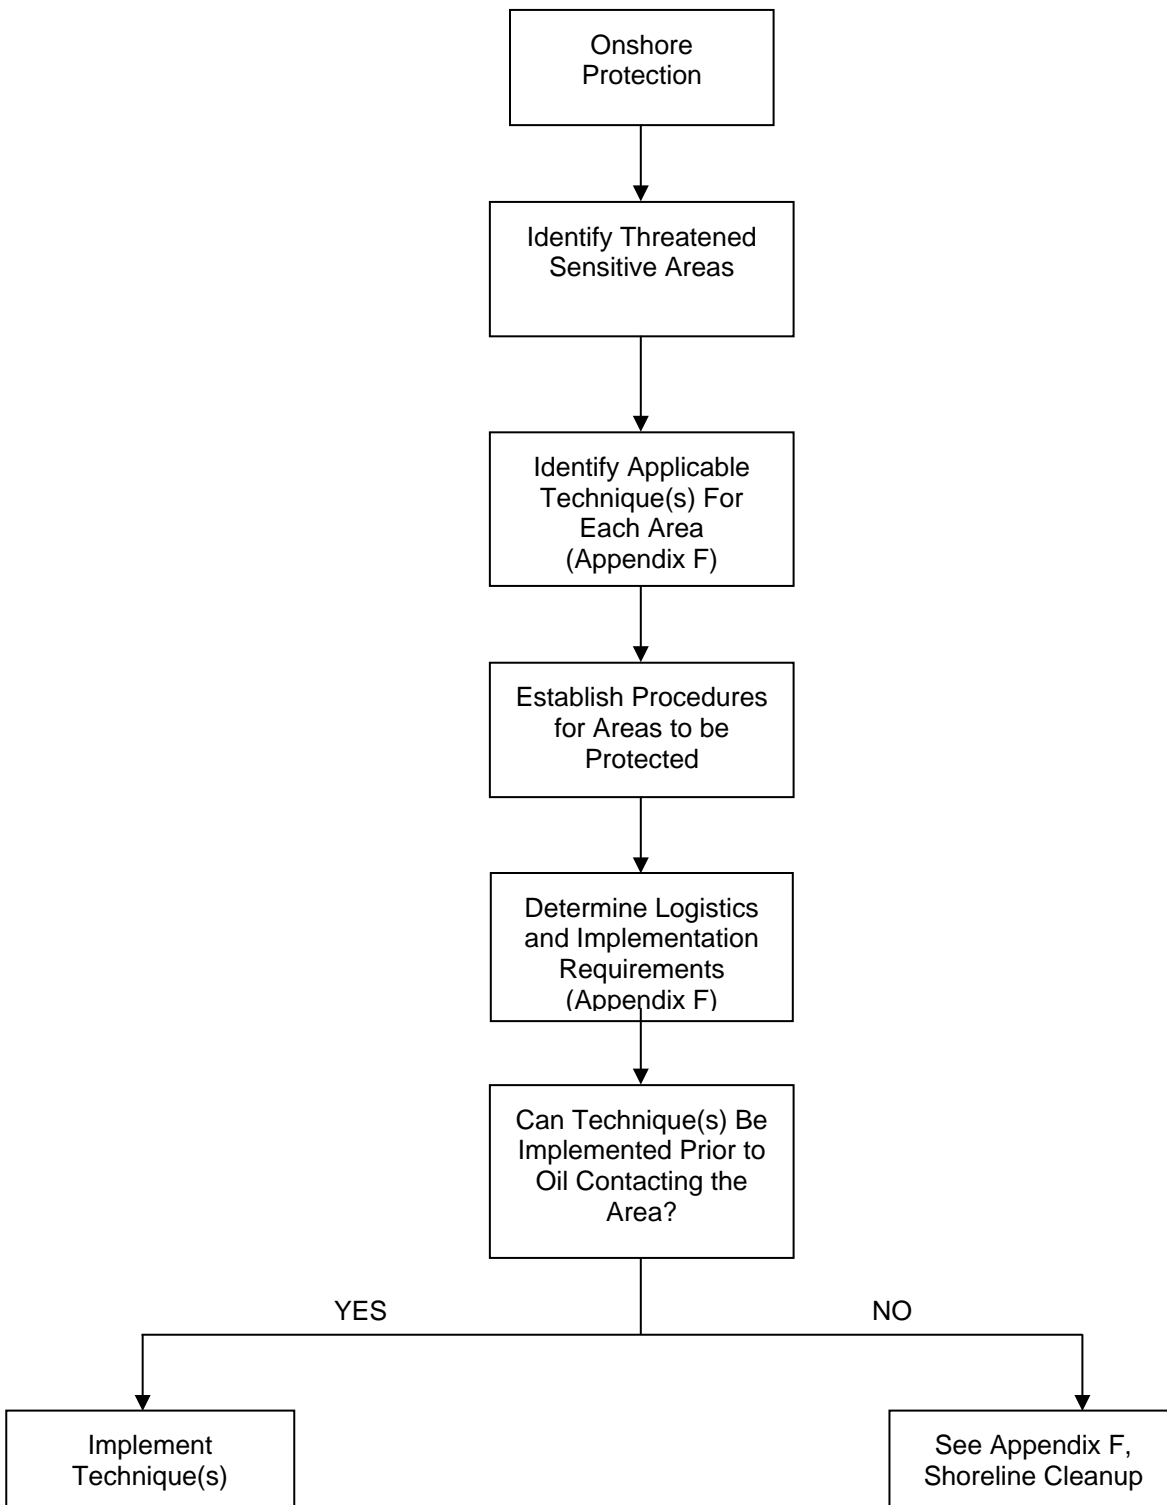 Onshore
Protection
Identify Threatened
Sensitive Areas
Identify Applicable
Technique(s) For
Each Area
(Appendix F)
Establish Procedures
for Areas to be
Protected
Determine Logistics
and Implementation
Requirements
(Appendix F)
Can Technique(s) Be
Implemented Prior to
Oil Contacting the
Area?
YES
NO
Implement
Technique(s)
See Appendix F,
Shoreline Cleanup